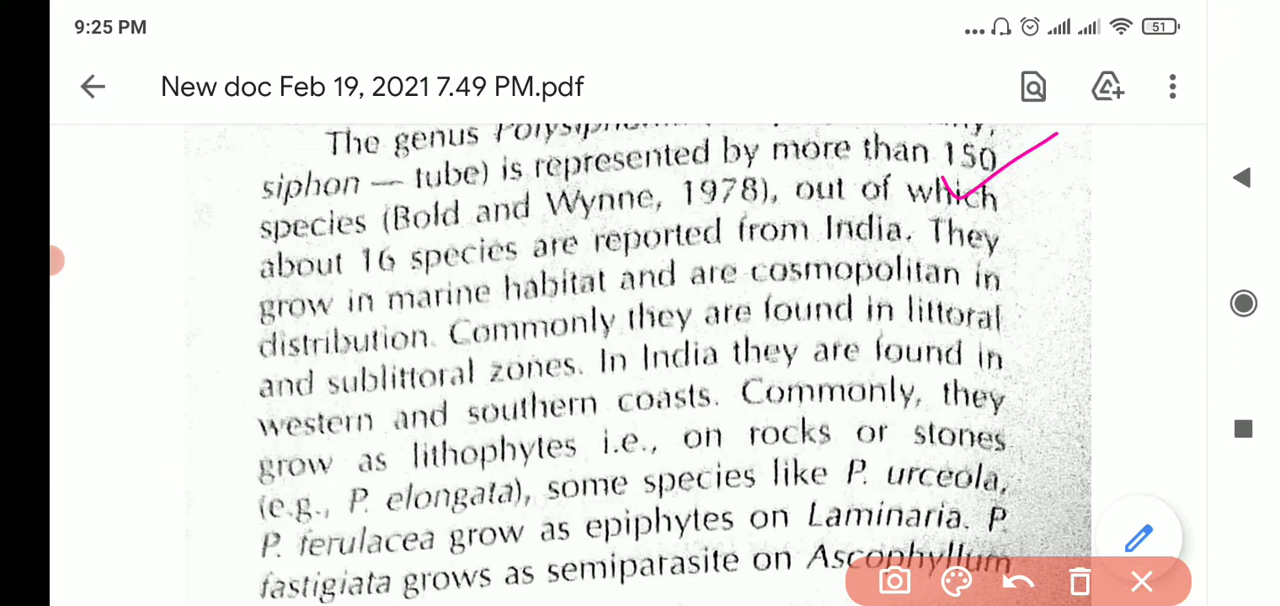 9:25 PM
51
New doc Feb 19, 2021 7.49 PM.pdf
The genus
siphon — tube) is represented by more than 150
species (Bold and Wynne, 1978), out of which
about 16 species are reported from India. They
grow in marine habitat and are cosmopolitan in
distribution. Commonly they are found in littoral
and sublittoral zones. In India they are found in
western and southern coasts. Commonly, they
grow as lithophytes i.e., on rocks or stones
(e.g., P. elongata), some species like P. urceola,
P. ferulacea grow as epiphytes on Laminaria. P
fastigiata grows as semiparasite on Ascophyllum